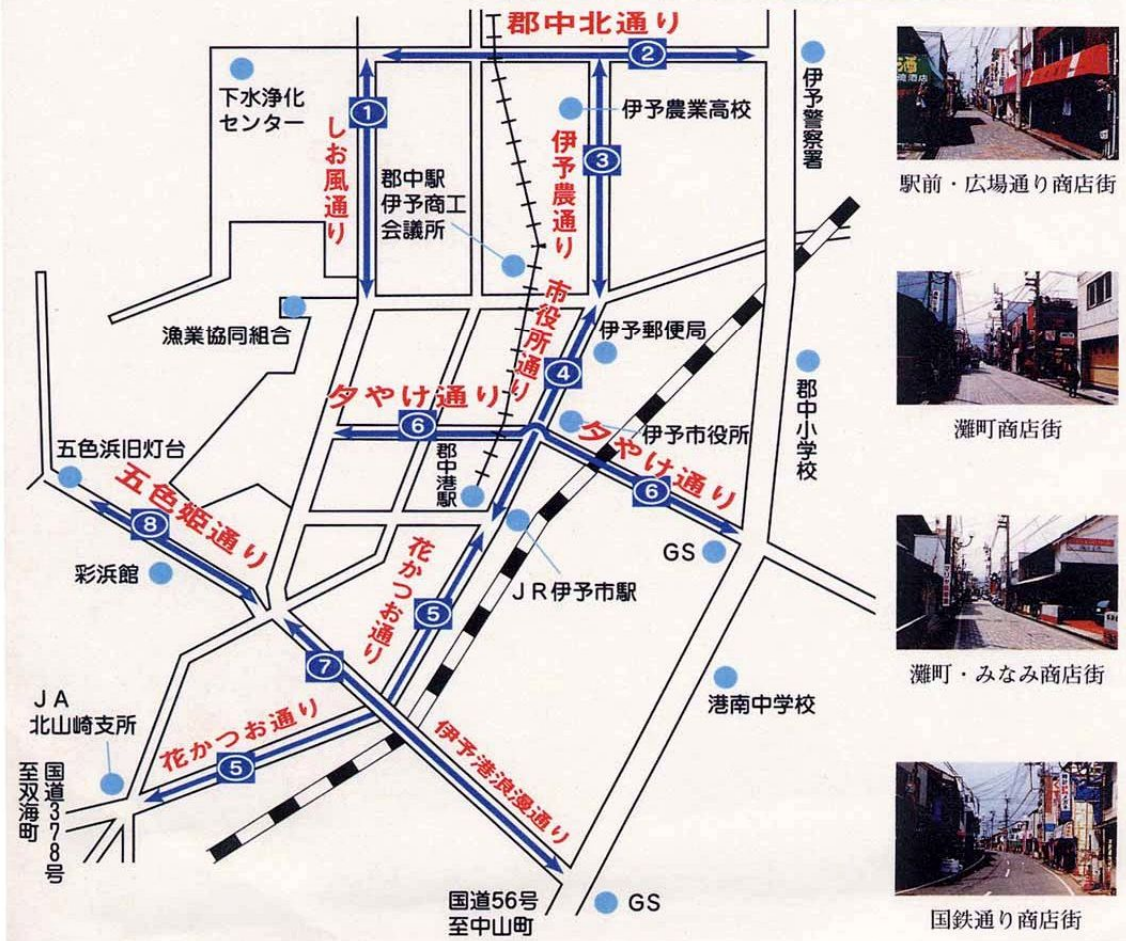 郡中北通り
②
下水浄化
センター
①
しお風通り
伊予農業高校
伊予警察署
③
伊予農通り
郡中駅
伊予商工
会議所
漁業協同組合
市役所通り
④
伊予郵便局
夕やけ通り
⑥
伊予市役所
夕やけ通り
⑥
郡中小学校
郡中港駅
五色浜旧灯台
五色姫通り
⑧
彩浜館
花かつお通り
⑤
JR伊予市駅
GS
⑦
港南中学校
JA
北山崎支所
花かつお通り
⑤
伊予港浪漫通り
国道378号
至双海町
国道56号
至中山町
GS
駅前・広場通り商店街
灘町商店街
灘町・みなみ商店街
国鉄通り商店街